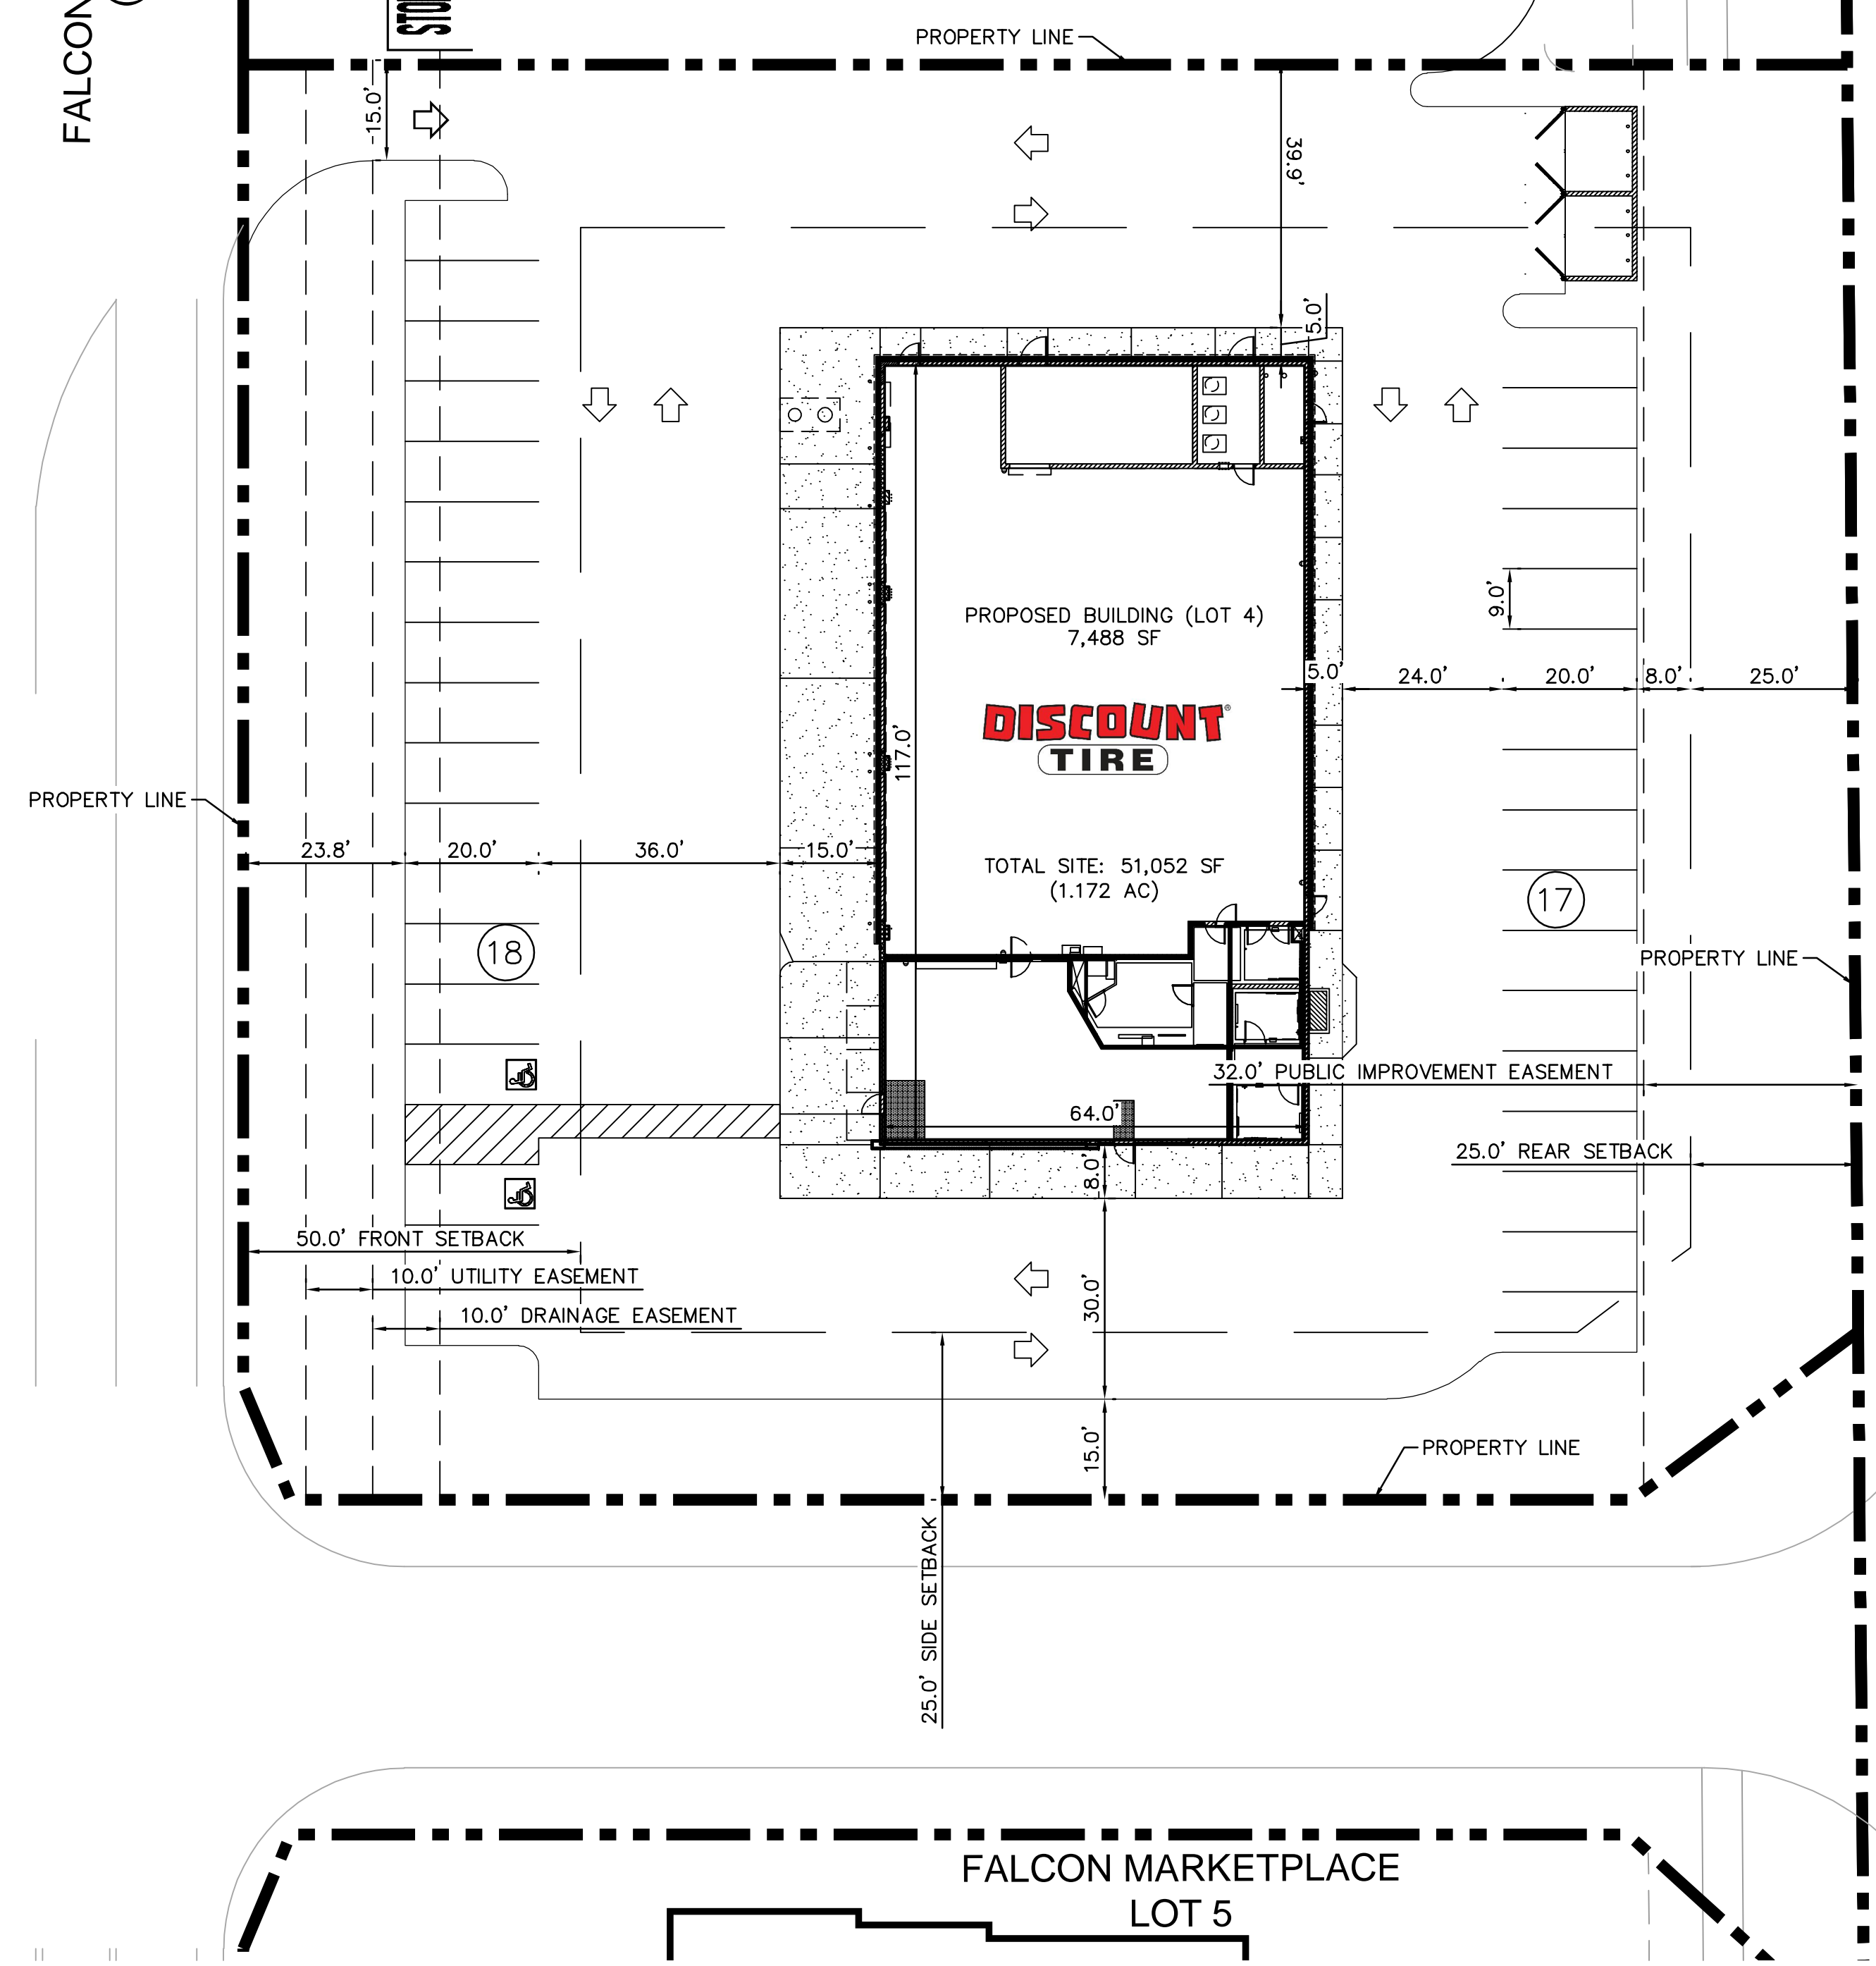 FALCON
STO
PROPERTY LINE
15.0'
39.9'
5.0'
PROPOSED BUILDING (LOT 4)
7,488 SF
9.0'
5.0'
24.0'
20.0'
8.0'
25.0'
DISCOUNT®
TIRE
117.0'
PROPERTY LINE
23.8'
20.0'
36.0'
15.0'
TOTAL SITE: 51,052 SF
(1.172 AC)
17
18
PROPERTY LINE
32.0' PUBLIC IMPROVEMENT EASEMENT
64.0'
25.0' REAR SETBACK
8.0'
50.0' FRONT SETBACK
10.0' UTILITY EASEMENT
30.0'
10.0' DRAINAGE EASEMENT
15.0'
PROPERTY LINE
25.0' SIDE SETBACK
FALCON MARKETPLACE
LOT 5